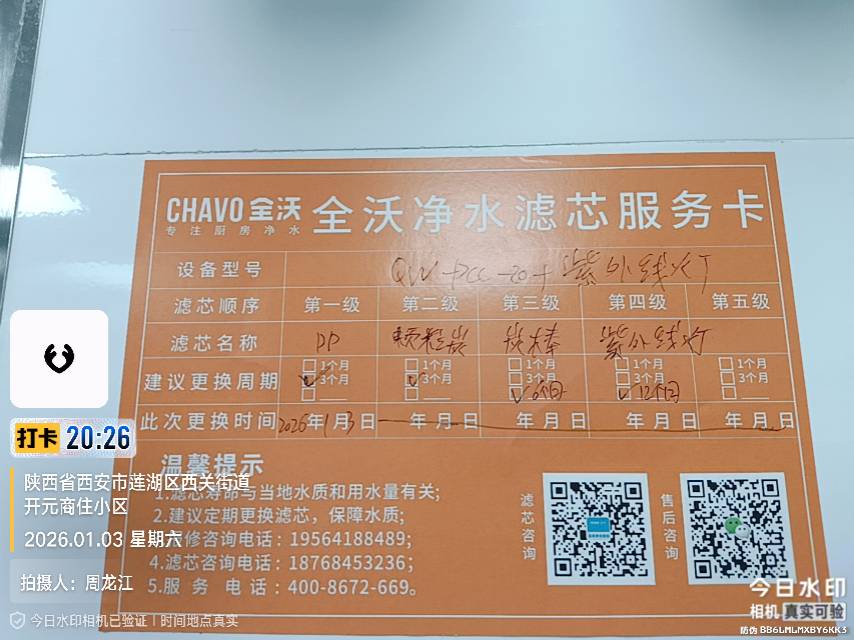 CHAVO 全沃
专注厨房净水
全沃净水滤芯服务卡
设备型号 紫外线灯
滤芯顺序 第一级 第二级 第三级 第四级 第五级
滤芯名称 PP 颗粒炭 炭棒 紫外线灯
建议更换周期
1个月 1个月 1个月 1个月 1个月
3个月 3个月 3个月 3个月 3个月
6个月 12个月
此次更换时间 2026年1月3日 年 月 日 年 月 日 年 月 日 年 月 日
温馨提示
1.滤芯寿命与当地水质和用水量有关;
2.建议定期更换滤芯，保障水质;
修咨询电话：19564188489;
4.滤芯咨询电话：18768453236;
5.服务电话：400-8672-669。
滤芯咨询
售后咨询
打卡 20:26
陕西省西安市莲湖区西关街道
开元商住小区
2026.01.03 星期六
拍摄人：周龙江
今日水印相机已验证 | 时间地点真实
今日水印
相机 真实可验
防伪 BB6LMLMXBY6KK3